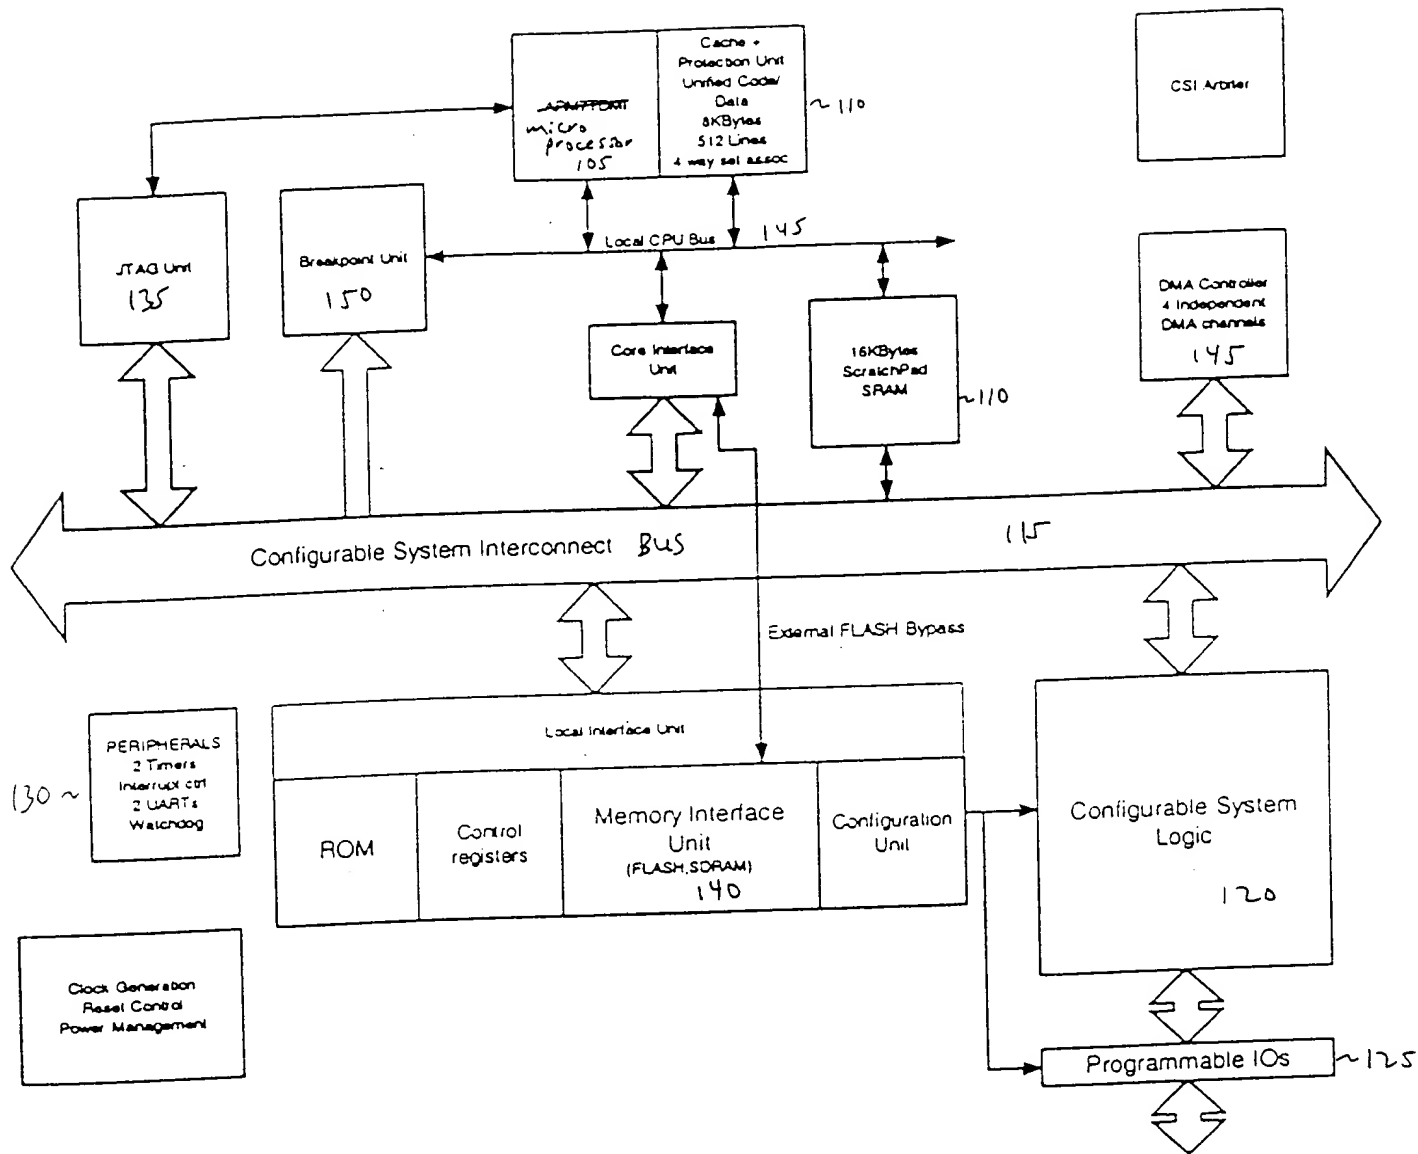 Cache +
Protection Unit
Unified Code/
Data
8KBytes
512 Lines
4 way set assoc
~110
ARM7TDMI
micro
processor
105
CSI Arbiter
JTAG Unit
135
Breakpoint Unit
150
Local CPU Bus 145
Core Interface
Unit
16KBytes
ScratchPad
SRAM
~110
DMA Controller
4 Independent
DMA channels
145
Configurable System Interconnect BUS 115
External FLASH Bypass
130 ~
PERIPHERALS
2 Timers
Interrupt ctrl
2 UARTs
Watchdog
Local Interface Unit
ROM
Control
registers
Memory Interface
Unit
(FLASH,SDRAM)
140
Configuration
Unit
Configurable System
Logic
120
Clock Generation
Reset Control
Power Management
Programmable IOs ~125